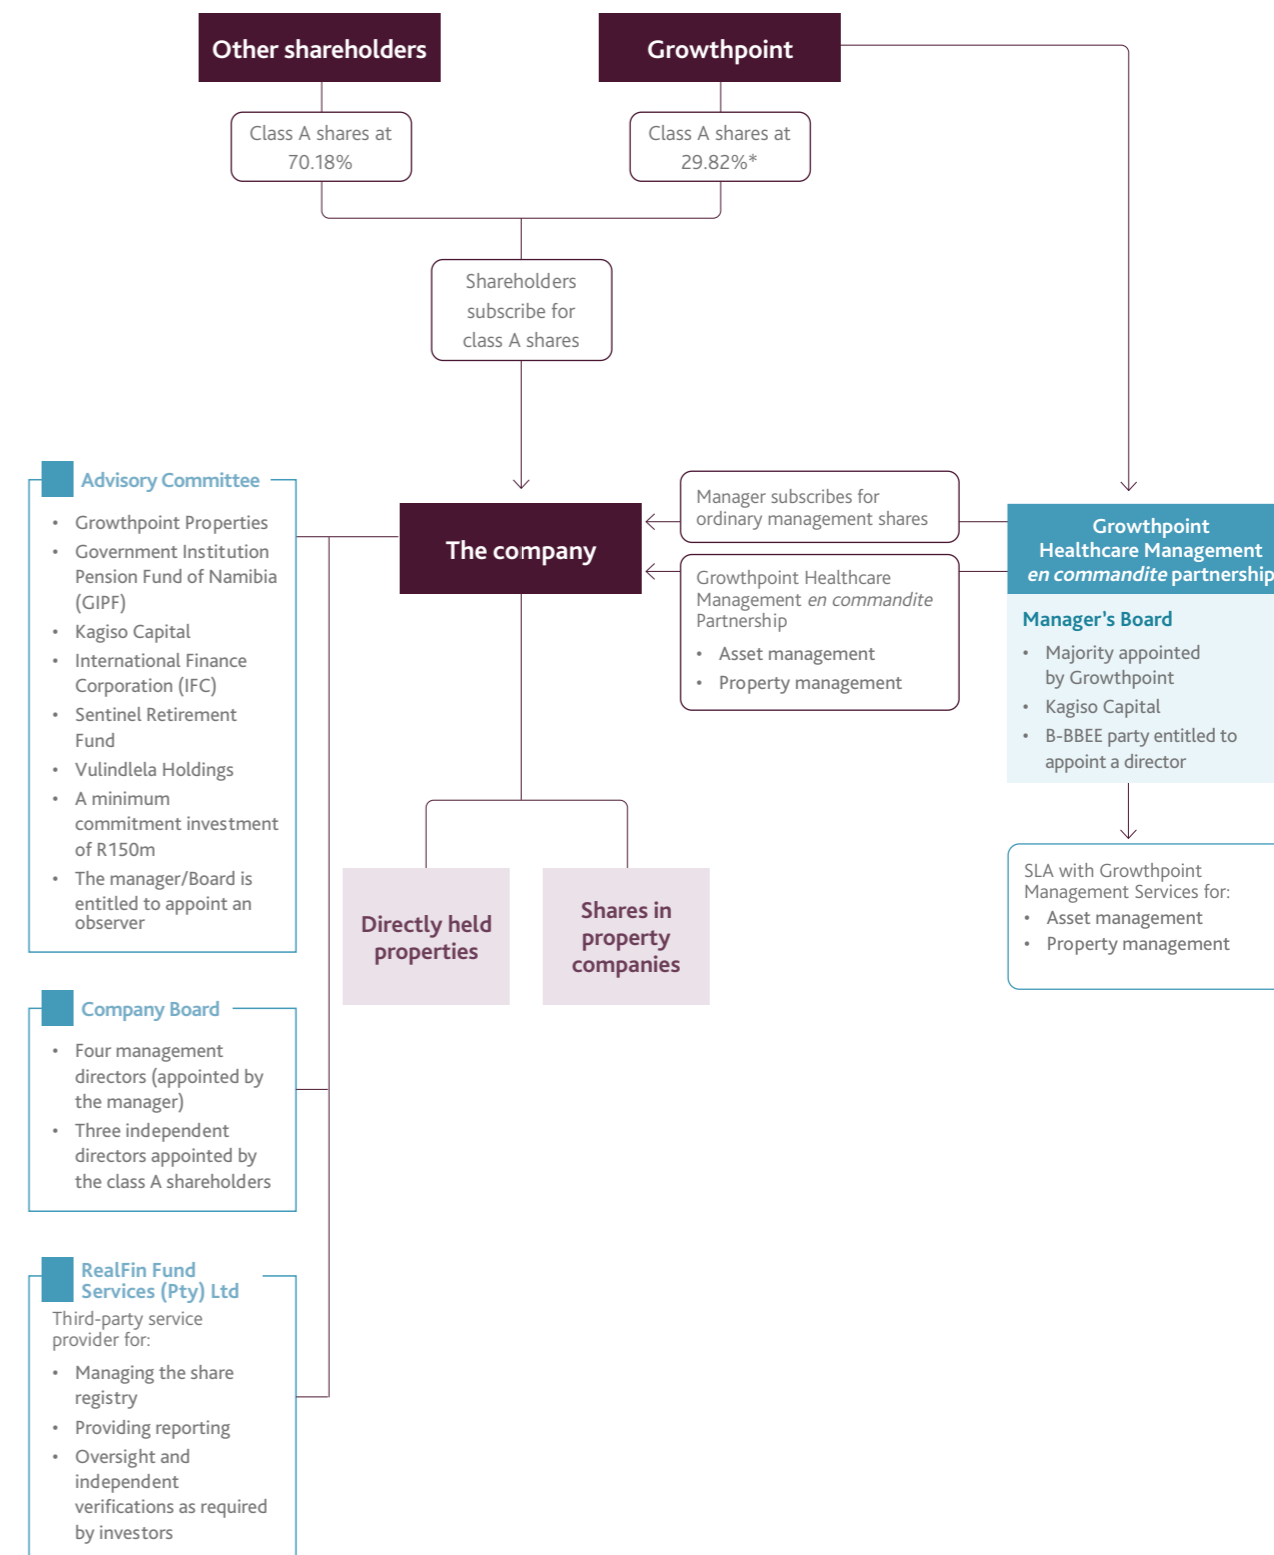 Other shareholders
Growthpoint
Class A shares at
70.18%
Class A shares at
29.82%*
Shareholders
subscribe for
class A shares
Advisory Committee
• Growthpoint Properties
• Government Institution
Pension Fund of Namibia
(GIPF)
• Kagiso Capital
• International Finance
Corporation (IFC)
• Sentinel Retirement
Fund
• Vulindlela Holdings
• A minimum
commitment investment
of R150m
• The manager/Board is
entitled to appoint an
observer
The company
Manager subscribes for
ordinary management shares
Growthpoint Healthcare
Management en commandite
Partnership
• Asset management
• Property management
Growthpoint
Healthcare Management
en commandite partnership
Manager's Board
• Majority appointed
by Growthpoint
• Kagiso Capital
• B-BBEE party entitled to
appoint a director
SLA with Growthpoint
Management Services for:
• Asset management
• Property management
Directly held
properties
Shares in
property
companies
Company Board
• Four management
directors (appointed by
the manager)
• Three independent
directors appointed by
the class A shareholders
RealFin Fund
Services (Pty) Ltd
Third-party service
provider for:
• Managing the share
registry
• Providing reporting
• Oversight and
independent
verifications as required
by investors